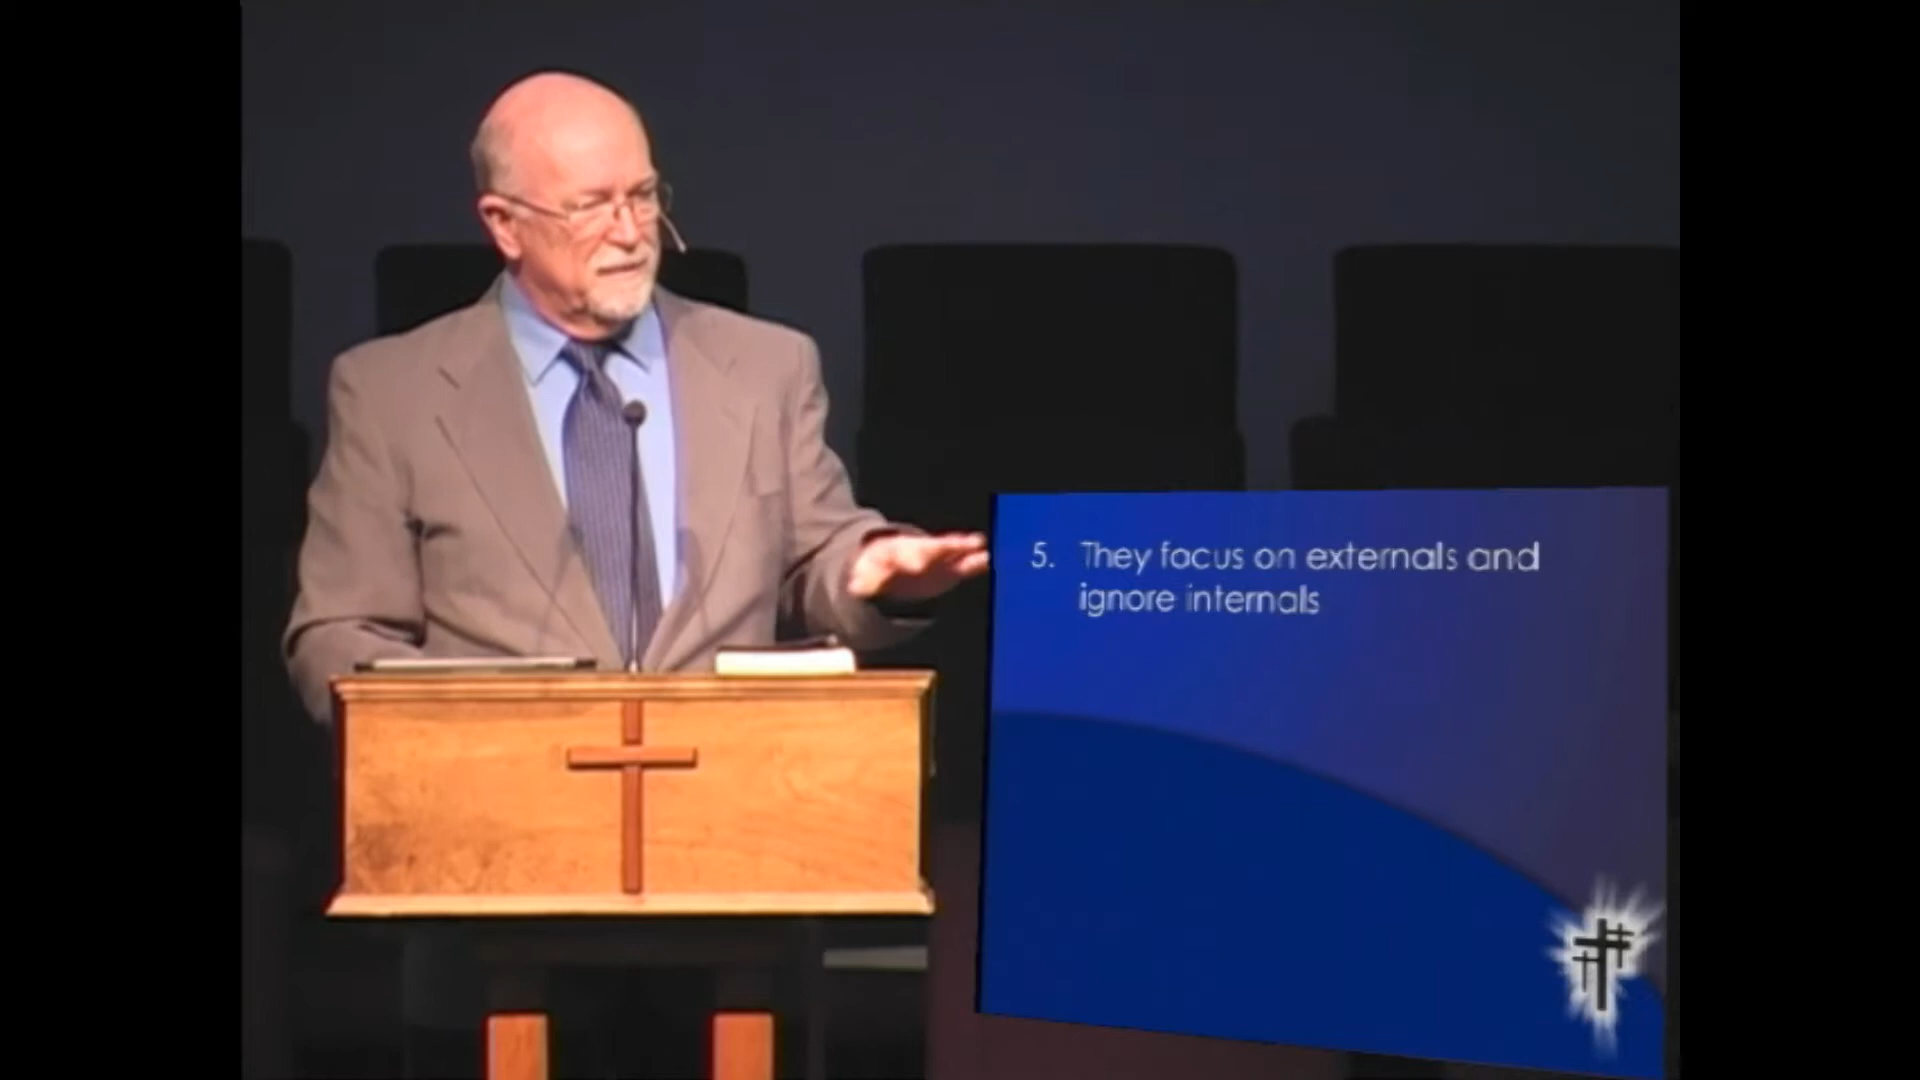 5. They focus on externals and
ignore internals